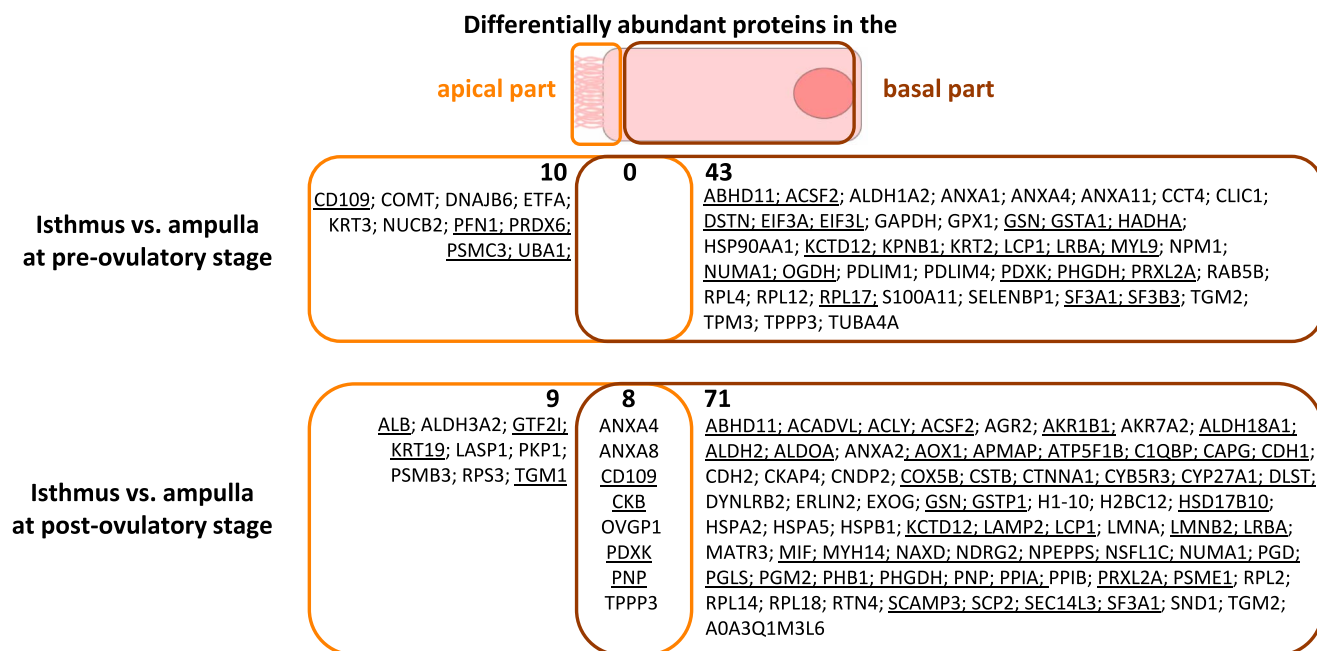 Differentially abundant proteins in the
apical part
basal part
Isthmus vs. ampulla
at pre-ovulatory stage
10
CD109; COMT; DNAJB6; ETFA;
KRT3; NUCB2; PFN1; PRDX6;
PSMC3; UBA1;
0
43
ABHD11; ACSF2; ALDH1A2; ANXA1; ANXA4; ANXA11; CCT4; CLIC1;
DSTN; EIF3A; EIF3L; GAPDH; GPX1; GSN; GSTA1; HADHA;
HSP90AA1; KCTD12; KPNB1; KRT2; LCP1; LRBA; MYL9; NPM1;
NUMA1; OGDH; PDLIM1; PDLIM4; PDXK; PHGDH; PRXL2A; RAB5B;
RPL4; RPL12; RPL17; S100A11; SELENBP1; SF3A1; SF3B3; TGM2;
TPM3; TPPP3; TUBA4A
Isthmus vs. ampulla
at post-ovulatory stage
9
ALB; ALDH3A2; GTF2I;
KRT19; LASP1; PKP1;
PSMB3; RPS3; TGM1
8
ANXA4
ANXA8
CD109
CKB
OVGP1
PDXK
PNP
TPPP3
71
ABHD11; ACADVL; ACLY; ACSF2; AGR2; AKR1B1; AKR7A2; ALDH18A1;
ALDH2; ALDOA; ANXA2; AOX1; APMAP; ATP5F1B; C1QBP; CAPG; CDH1;
CDH2; CKAP4; CNDP2; COX5B; CSTB; CTNNA1; CYB5R3; CYP27A1; DLST;
DYNLRB2; ERLIN2; EXOG; GSN; GSTP1; H1-10; H2BC12; HSD17B10;
HSPA2; HSPA5; HSPB1; KCTD12; LAMP2; LCP1; LMNA; LMNB2; LRBA;
MATR3; MIF; MYH14; NAXD; NDRG2; NPEPPS; NSFL1C; NUMA1; PGD;
PGLS; PGM2; PHB1; PHGDH; PNP; PPIA; PPIB; PRXL2A; PSME1; RPL2;
RPL14; RPL18; RTN4; SCAMP3; SCP2; SEC14L3; SF3A1; SND1; TGM2;
A0A3Q1M3L6